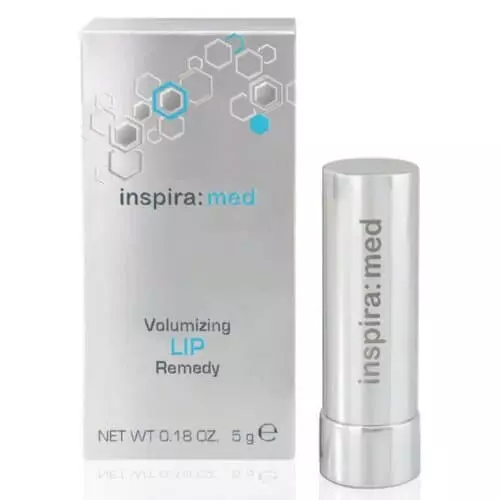 inspira:med
Volumizing
LIP
Remedy
NET WT 0.18 OZ. 5 g ℮
inspira:med